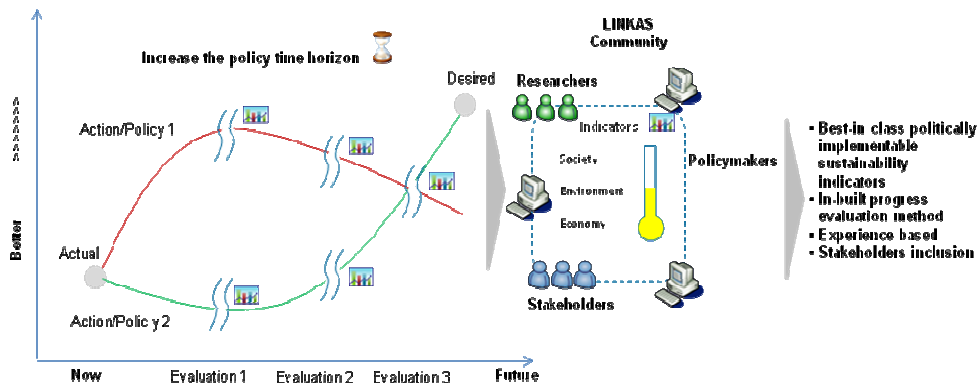 Increase the policy time horizon
Desired
Action/Policy 1
Actual
Action/Policy 2
Better
Now
Evaluation 1
Evaluation 2
Evaluation 3
Future
LINKAS
Community
Researchers
Indicators
Society
Environment
Economy
Policymakers
Stakeholders
▪ Best-in class politically
implementable
sustainability
indicators
▪ In-built progress
evaluation method
▪ Experience based
▪ Stakeholders inclusion